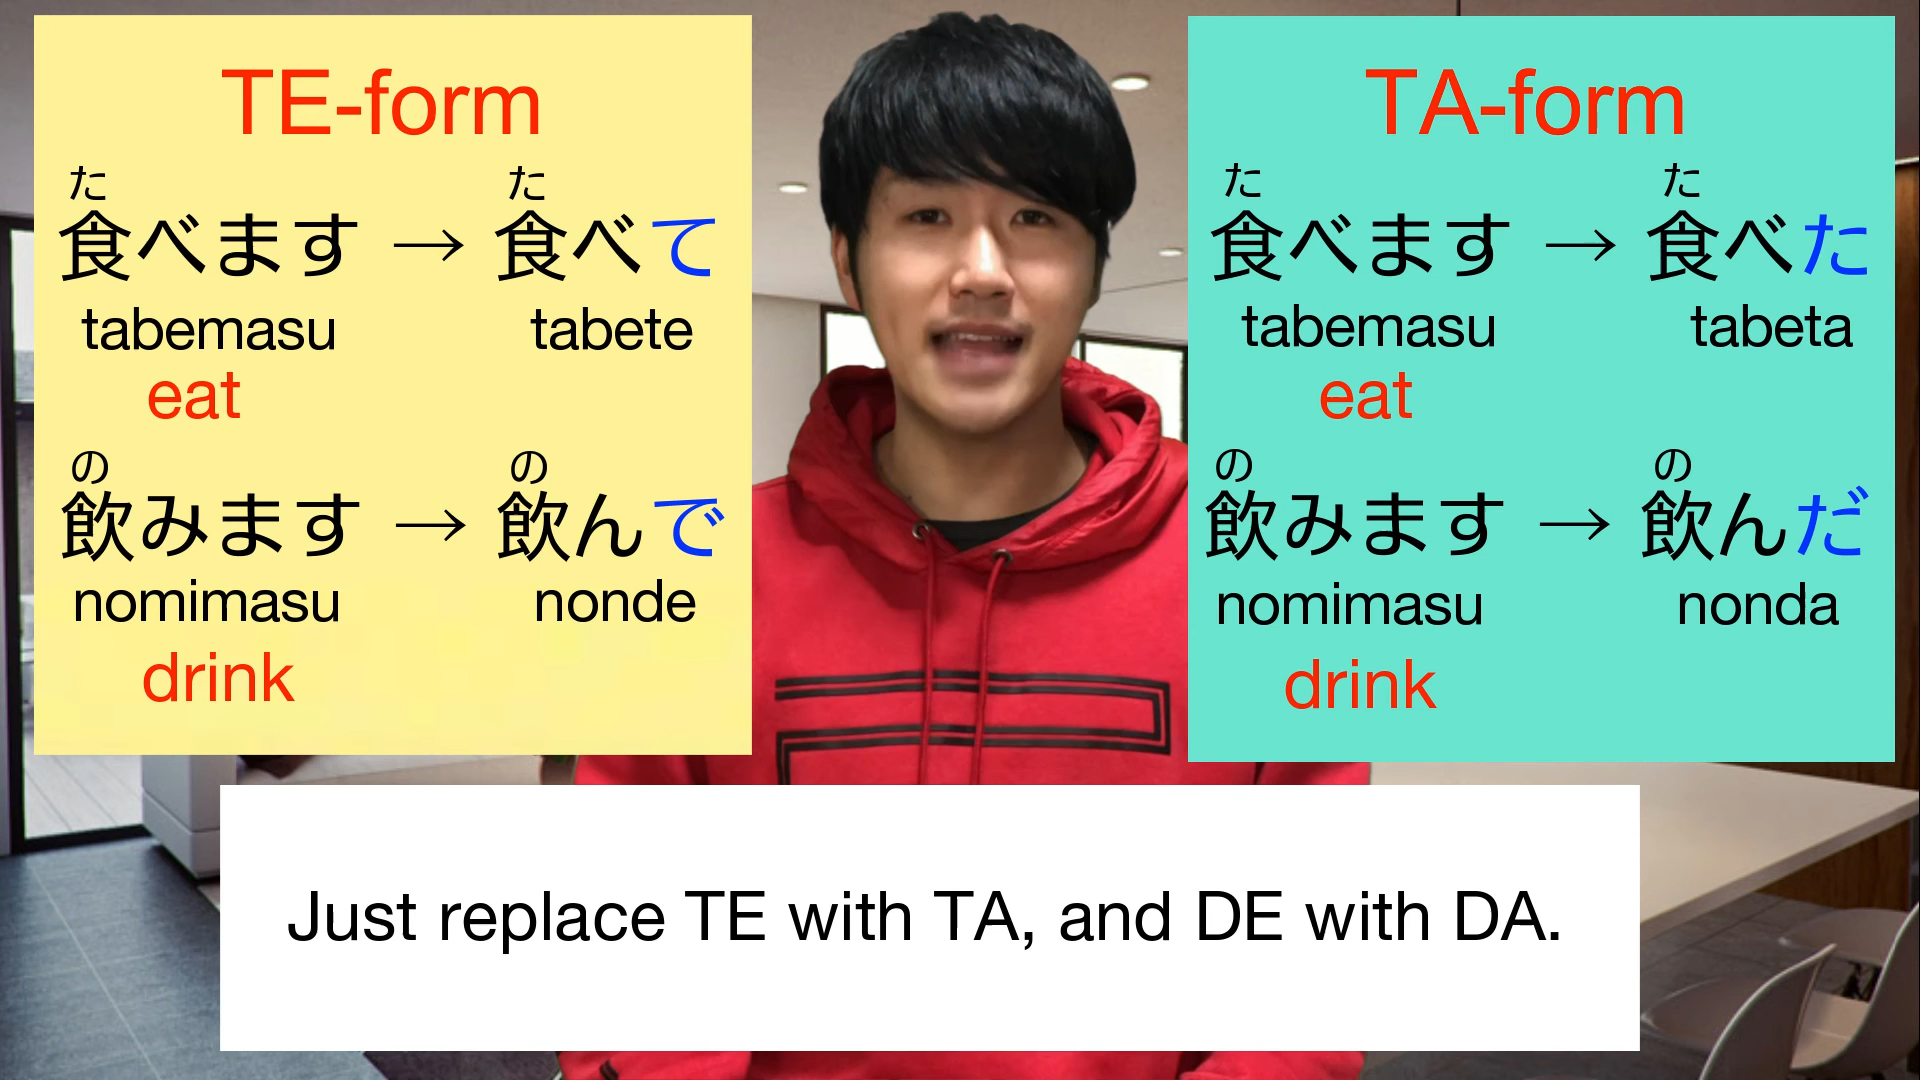 TE-form
た た
食べます → 食べて
tabemasu tabete
eat
の の
飲みます → 飲んで
nomimasu nonde
drink
TA-form
た た
食べます → 食べた
tabemasu tabeta
eat
の の
飲みます → 飲んだ
nomimasu nonda
drink
Just replace TE with TA, and DE with DA.